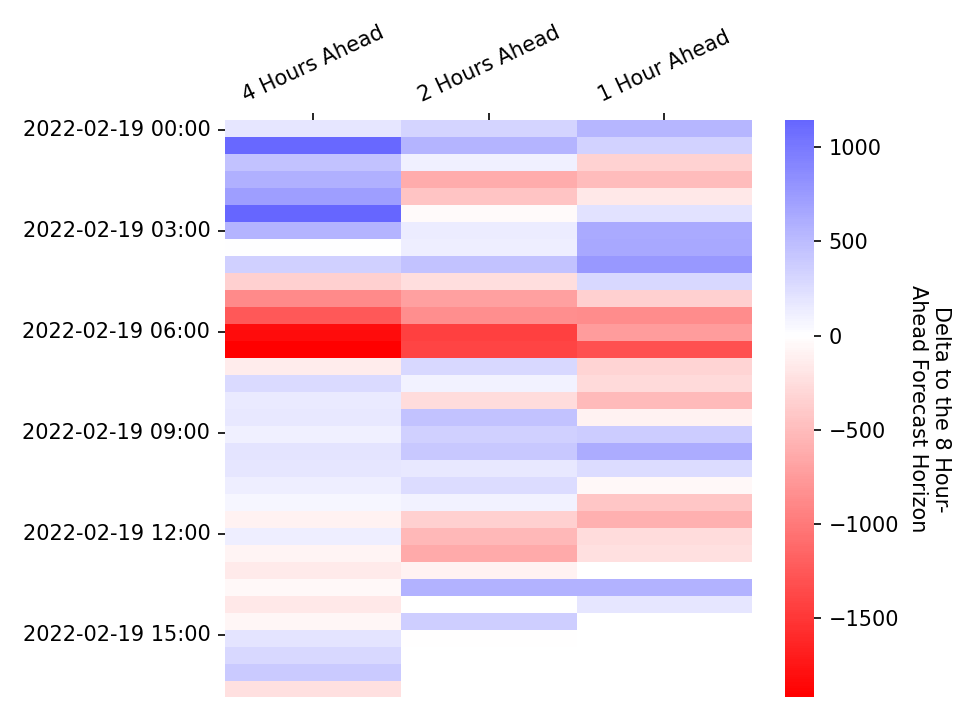 4 Hours Ahead
2 Hours Ahead
1 Hour Ahead
2022-02-19 00:00
2022-02-19 03:00
2022-02-19 06:00
2022-02-19 09:00
2022-02-19 12:00
2022-02-19 15:00
1000
500
0
−500
−1000
−1500
Delta to the 8 Hour-
Ahead Forecast Horizon